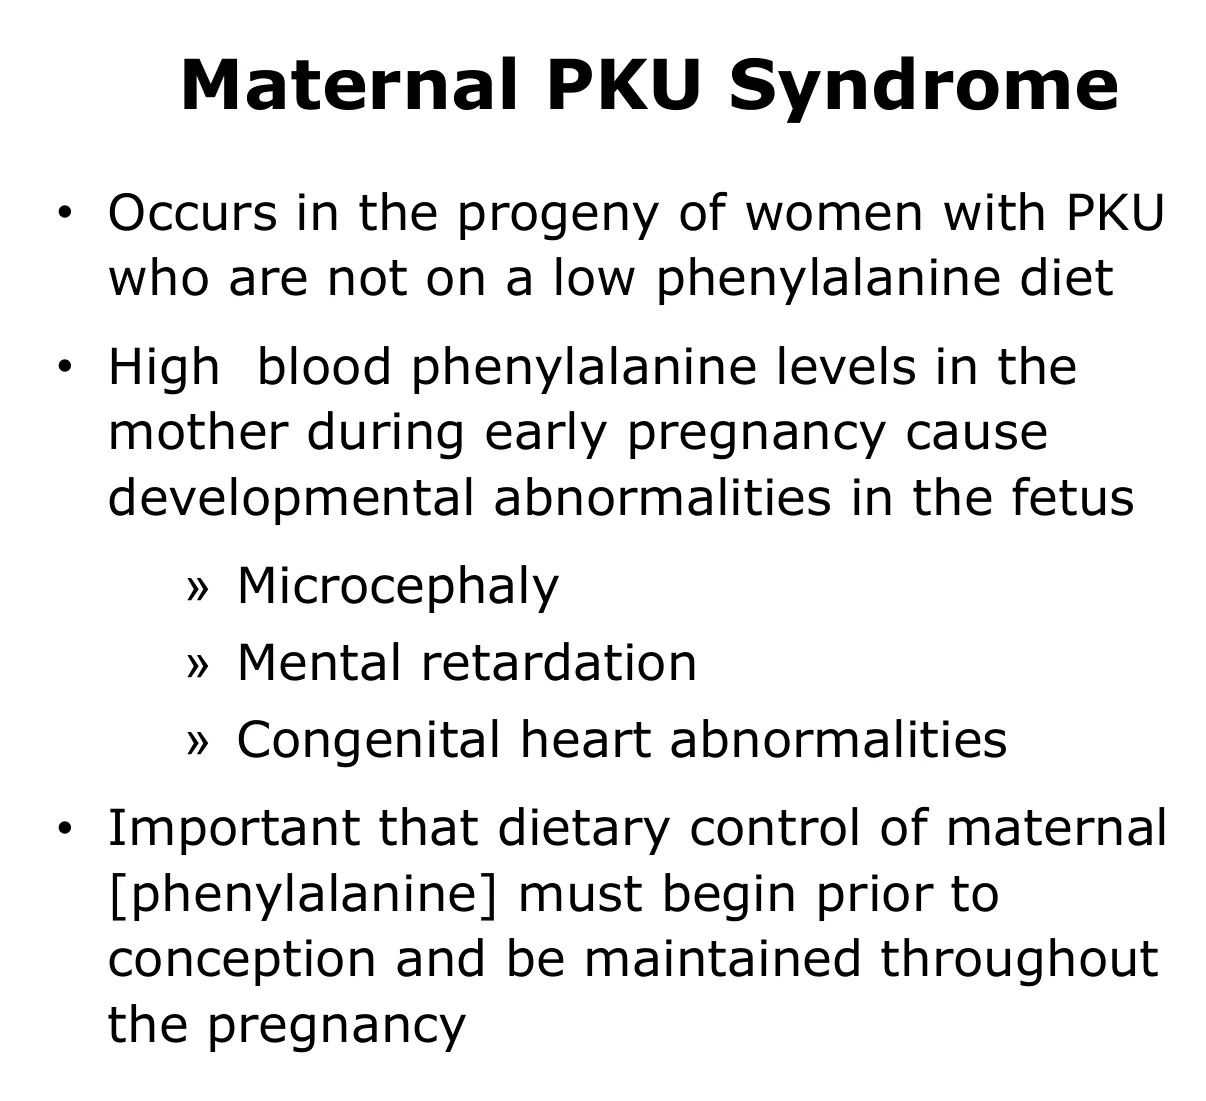 Maternal PKU Syndrome
• Occurs in the progeny of women with PKU
who are not on a low phenylalanine diet
• High  blood phenylalanine levels in the
mother during early pregnancy cause
developmental abnormalities in the fetus
» Microcephaly
» Mental retardation
» Congenital heart abnormalities
• Important that dietary control of maternal
[phenylalanine] must begin prior to
conception and be maintained throughout
the pregnancy